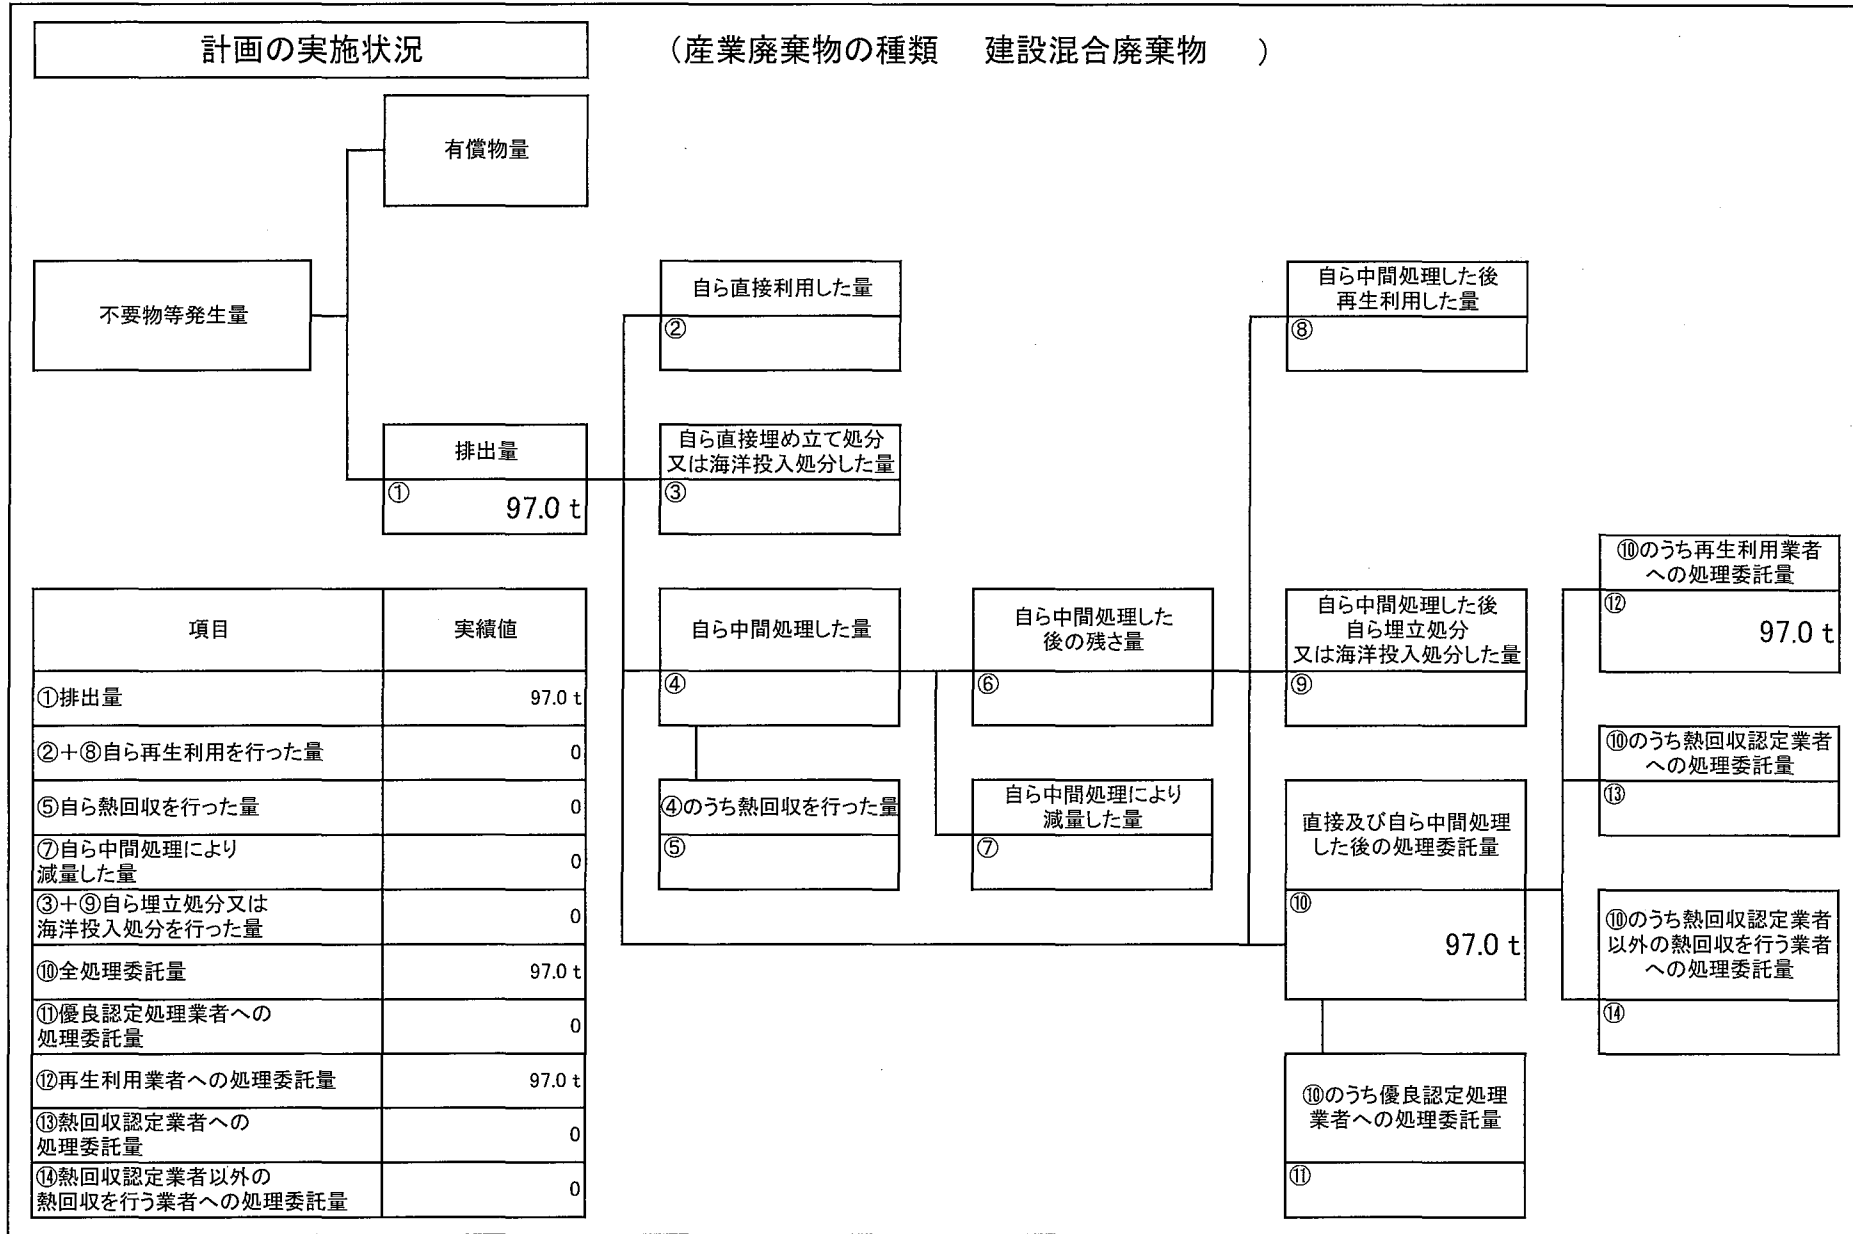 計画の実施状況
（産業廃棄物の種類　建設混合廃棄物　）
有償物量
不要物等発生量
自ら直接利用した量
②
自ら中間処理した後
再生利用した量
⑧
排出量
①
97.0 t
自ら直接埋め立て処分
又は海洋投入処分した量
③
⑩のうち再生利用業者
への処理委託量
⑫
97.0 t
自ら中間処理した量
④
自ら中間処理した
後の残さ量
⑥
自ら中間処理した後
自ら埋立処分
又は海洋投入処分した量
⑨
⑩のうち熱回収認定業者
への処理委託量
⑬
④のうち熱回収を行った量
⑤
自ら中間処理により
減量した量
⑦
直接及び自ら中間処理
した後の処理委託量
⑩
97.0 t
⑩のうち熱回収認定業者
以外の熱回収を行う業者
への処理委託量
⑭
⑩のうち優良認定処理
業者への処理委託量
⑪
項目　実績値
①排出量　97.0 t
②＋⑧自ら再生利用を行った量　0
⑤自ら熱回収を行った量　0
⑦自ら中間処理により
減量した量　0
③＋⑨自ら埋立処分又は
海洋投入処分を行った量　0
⑩全処理委託量　97.0 t
⑪優良認定処理業者への
処理委託量　0
⑫再生利用業者への処理委託量　97.0 t
⑬熱回収認定業者への
処理委託量　0
⑭熱回収認定業者以外の
熱回収を行う業者への処理委託量　0